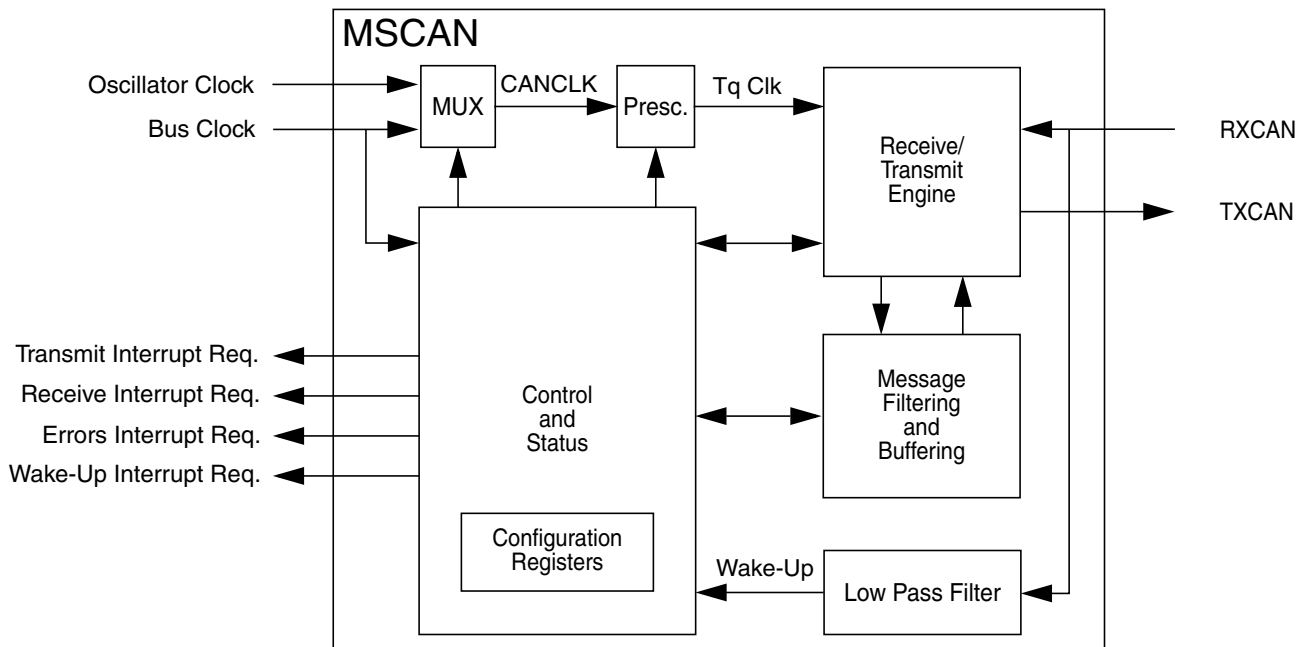 MSCAN
Oscillator Clock
MUX
CANCLK
Presc.
Tq Clk
Bus Clock
RXCAN
Receive/
Transmit
Engine
TXCAN
Transmit Interrupt Req.
Receive Interrupt Req.
Errors Interrupt Req.
Wake-Up Interrupt Req.
Control
and
Status
Message
Filtering
and
Buffering
Configuration
Registers
Wake-Up
Low Pass Filter